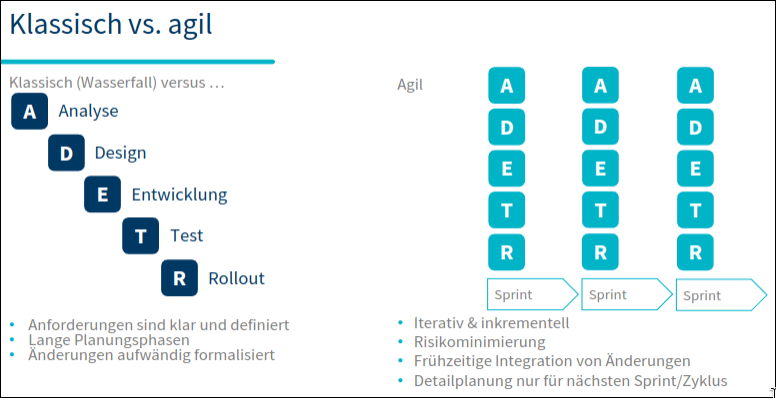 Klassisch vs. agil
Klassisch (Wasserfall) versus …
A Analyse
D Design
E Entwicklung
T Test
R Rollout
• Anforderungen sind klar und definiert
• Lange Planungsphasen
• Änderungen aufwändig formalisiert
Agil
A A A
D D D
E E E
T T T
R R R
Sprint Sprint Sprint
• Iterativ & inkrementell
• Risikominimierung
• Frühzeitige Integration von Änderungen
• Detailplanung nur für nächsten Sprint/Zyklus